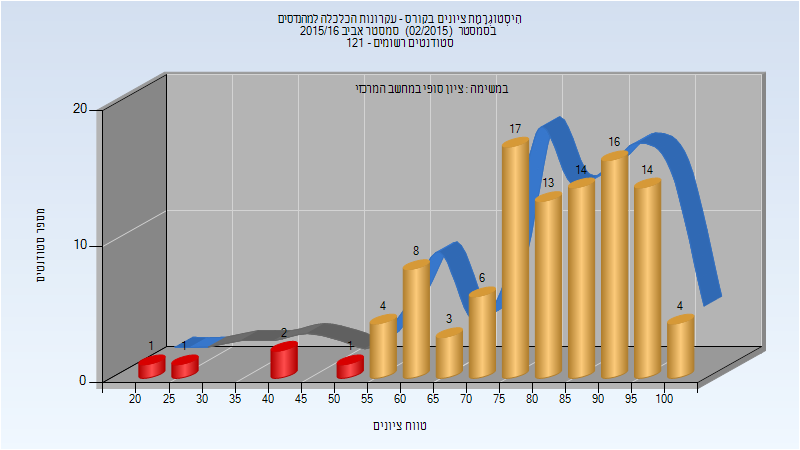 היסטוגרמת ציונים בקורס - עקרונות הכלכלה למהנדסים
בסמסטר (02/2015) סמסטר אביב 2015/16
סטודנטים רשומים - 121
במשימה : ציון סופי במחשב המרכזי
מספר סטודנטים
20
10
0
1
1
2
1
4
8
3
6
17
13
14
16
14
4
20 25 30 35 40 45 50 55 60 65 70 75 80 85 90 95 100
טווח ציונים